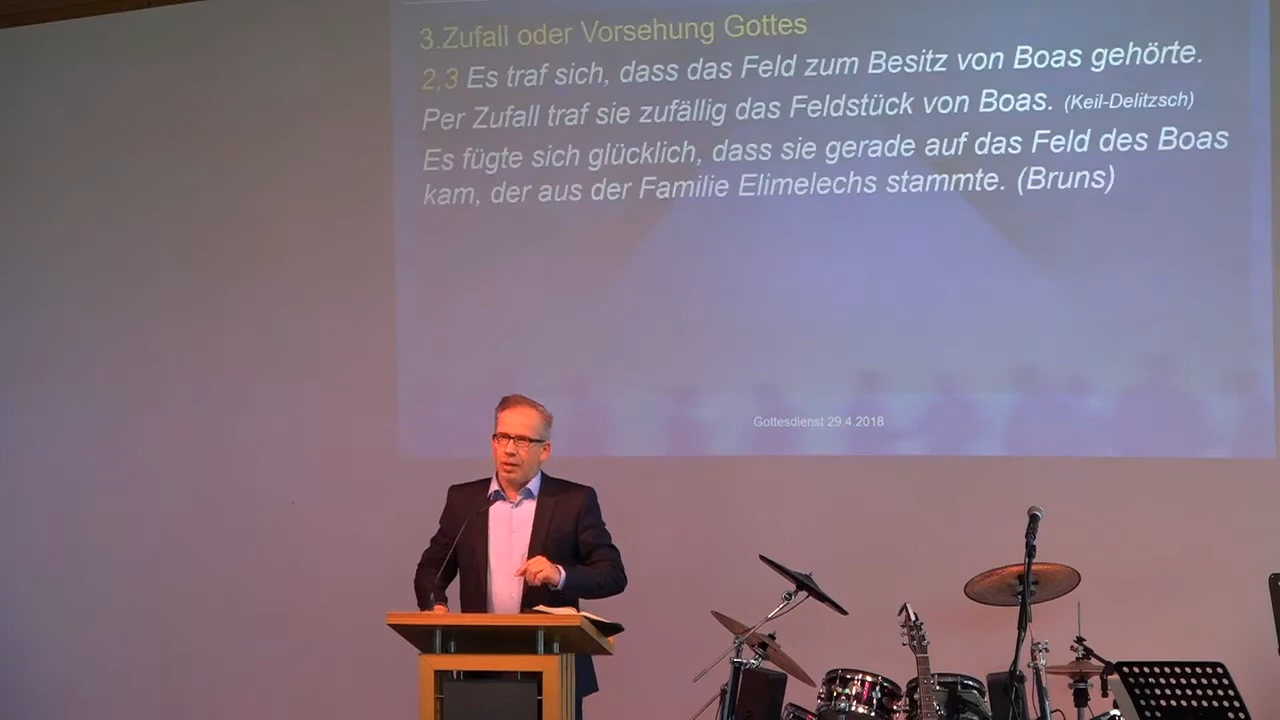 3.Zufall oder Vorsehung Gottes
2,3 Es traf sich, dass das Feld zum Besitz von Boas gehörte.
Per Zufall traf sie zufällig das Feldstück von Boas. (Keil-Delitzsch)
Es fügte sich glücklich, dass sie gerade auf das Feld des Boas
kam, der aus der Familie Elimelechs stammte. (Bruns)
Gottesdienst 29.4.2018